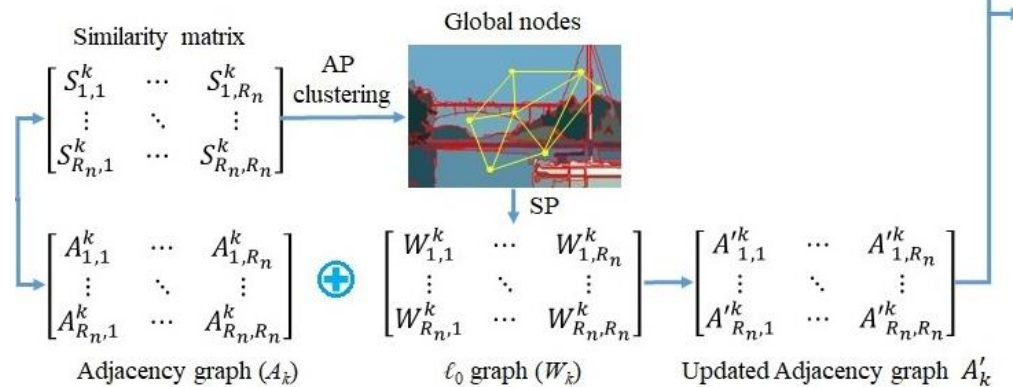 Global nodes
Similarity matrix
AP
clustering
S^k_{1,1} ⋯ S^k_{1,R_n}
⋮ ⋱ ⋮
S^k_{R_n,1} ⋯ S^k_{R_n,R_n}
SP
A^k_{1,1} ⋯ A^k_{1,R_n}
⋮ ⋱ ⋮
A^k_{R_n,1} ⋯ A^k_{R_n,R_n}
+
W^k_{1,1} ⋯ W^k_{1,R_n}
⋮ ⋱ ⋮
W^k_{R_n,1} ⋯ W^k_{R_n,R_n}
A'^k_{1,1} ⋯ A'^k_{1,R_n}
⋮ ⋱ ⋮
A'^k_{R_n,1} ⋯ A'^k_{R_n,R_n}
Adjacency graph (A_k)
ℓ_0 graph (W_k)
Updated Adjacency graph A'_k